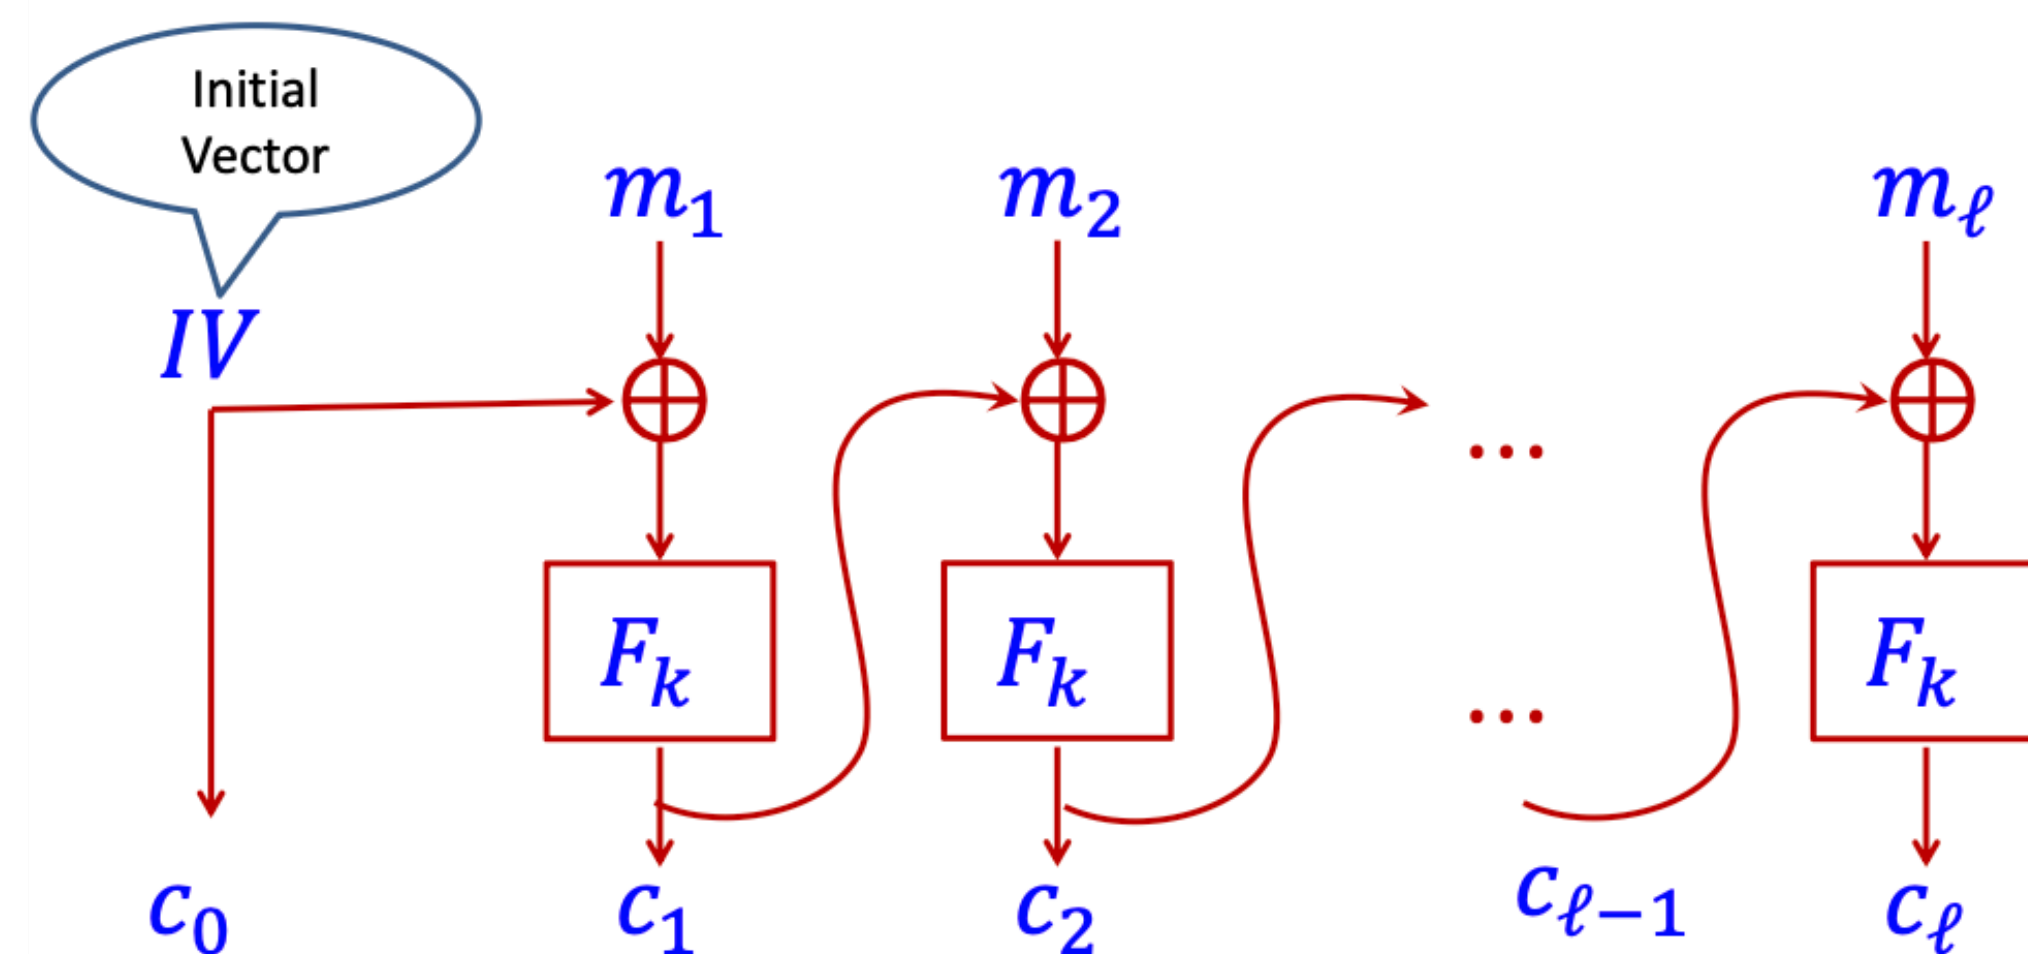 Initial
Vector
IV
m₁ m₂ mℓ
⊕ ⊕ ⊕
...
Fₖ Fₖ Fₖ
...
c₀ c₁ c₂ cℓ₋₁ cℓ